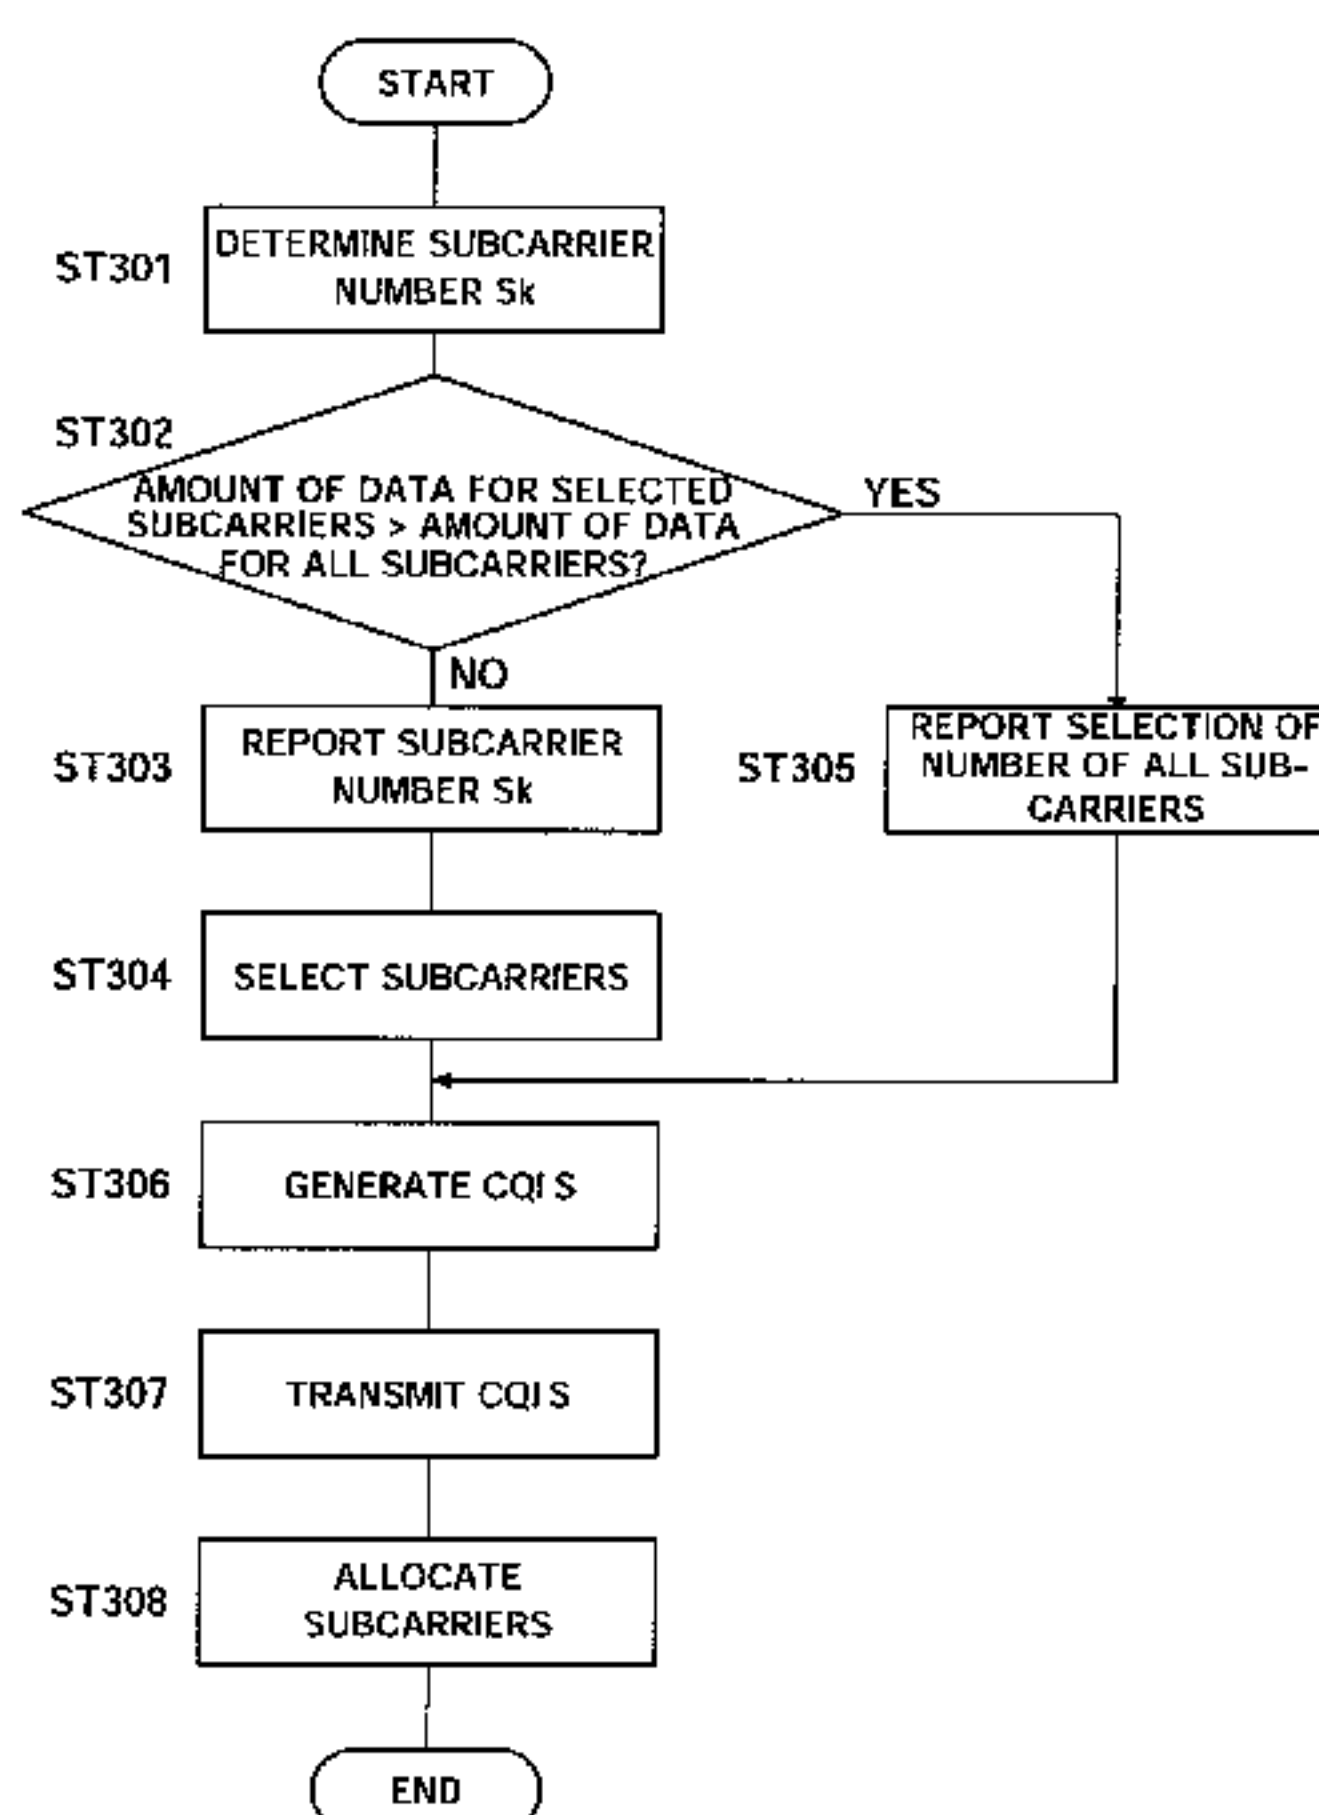 START
ST301
DETERMINE SUBCARRIER
NUMBER Sk
ST302
AMOUNT OF DATA FOR SELECTED
SUBCARRIERS > AMOUNT OF DATA
FOR ALL SUBCARRIERS?
YES
NO
ST303
REPORT SUBCARRIER
NUMBER Sk
ST305
REPORT SELECTION OF
NUMBER OF ALL SUB-
CARRIERS
ST304
SELECT SUBCARRIERS
ST306
GENERATE CQI S
ST307
TRANSMIT CQI S
ST308
ALLOCATE
SUBCARRIERS
END